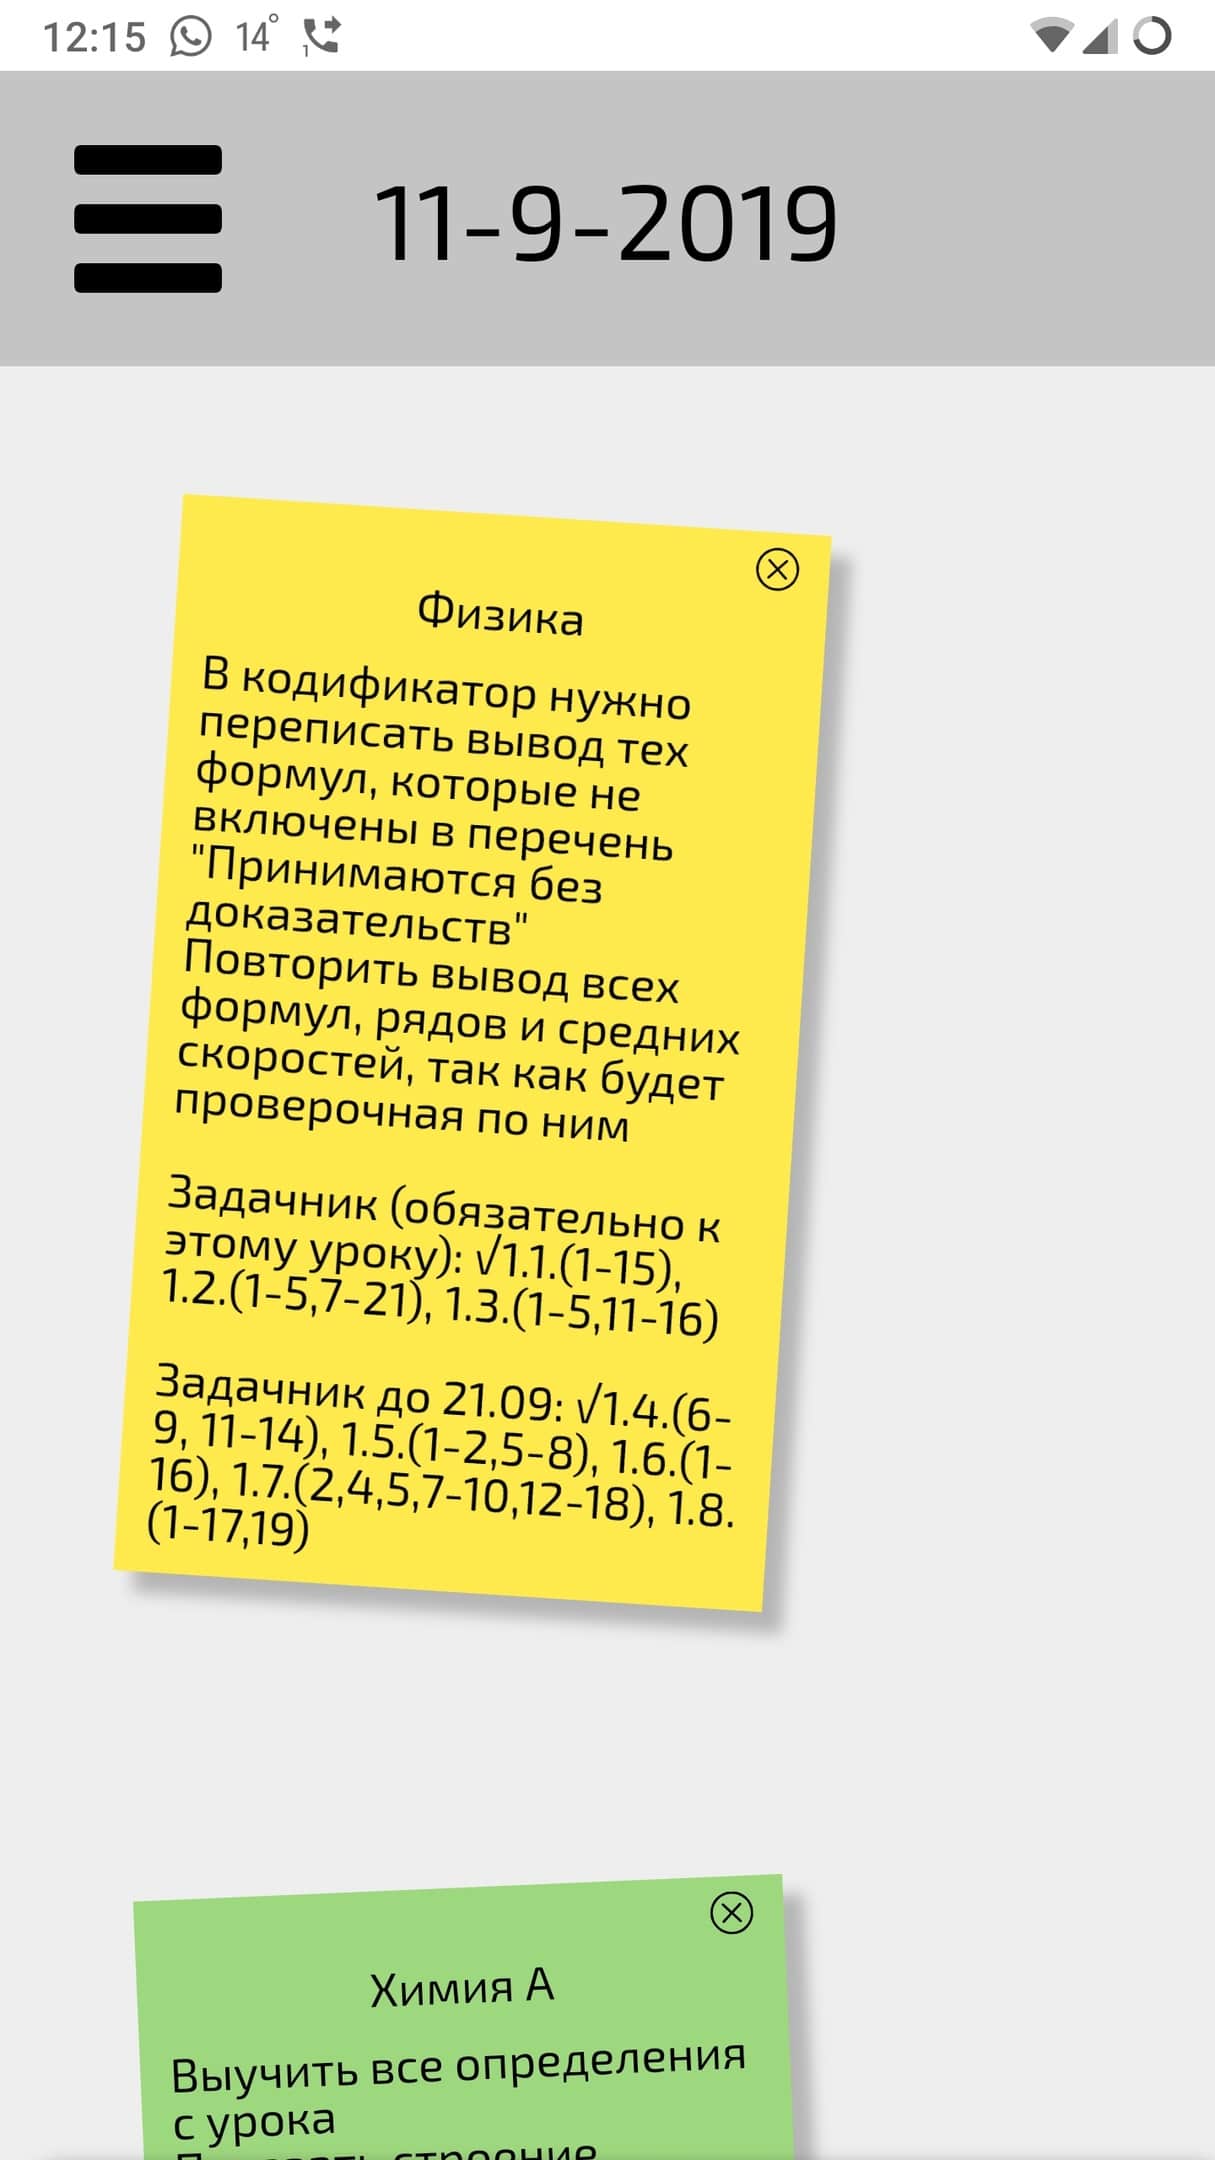 12:15 14° 1
11-9-2019
Физика
В кодификатор нужно
переписать вывод тех
формул, которые не
включены в перечень
"Принимаются без
доказательств"
Повторить вывод всех
формул, рядов и средних
скоростей, так как будет
проверочная по ним
Задачник (обязательно к
этому уроку): √1.1.(1-15),
1.2.(1-5,7-21), 1.3.(1-5,11-16)
Задачник до 21.09: √1.4.(6-
9, 11-14), 1.5.(1-2,5-8), 1.6.(1-
16), 1.7.(2,4,5,7-10,12-18), 1.8.
(1-17,19)
Химия А
Выучить все определения
с урока
строение